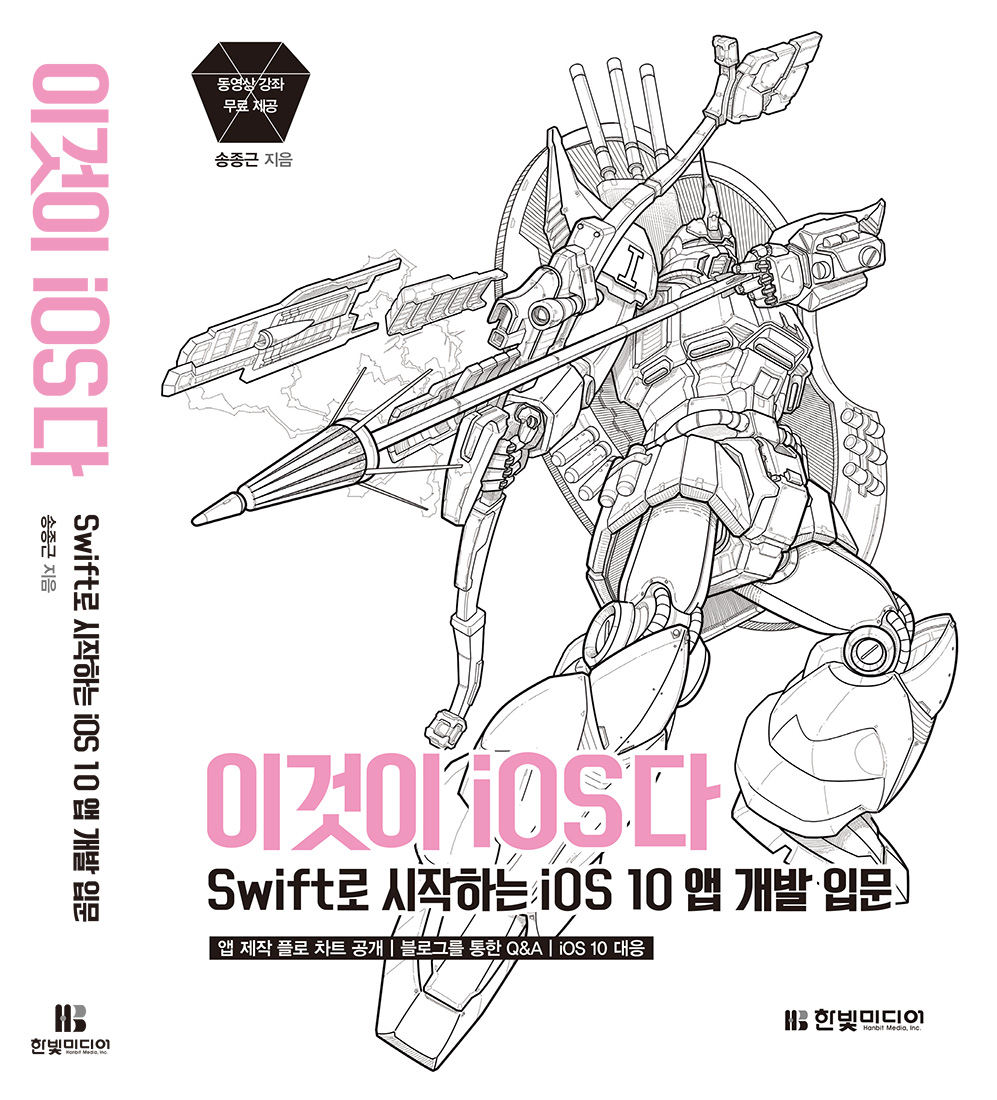 이것이 iOS다
Swift로 시작하는 iOS 10 앱 개발 입문
송종근 지음
한빛미디어
Hanbit Media, Inc.
동영상 강좌
무료 제공
송종근 지음
I
이것이 iOS다
Swift로 시작하는 iOS 10 앱 개발 입문
앱 제작 플로 차트 공개 | 블로그를 통한 Q&A | iOS 10 대응
한빛미디어
Hanbit Media, Inc.